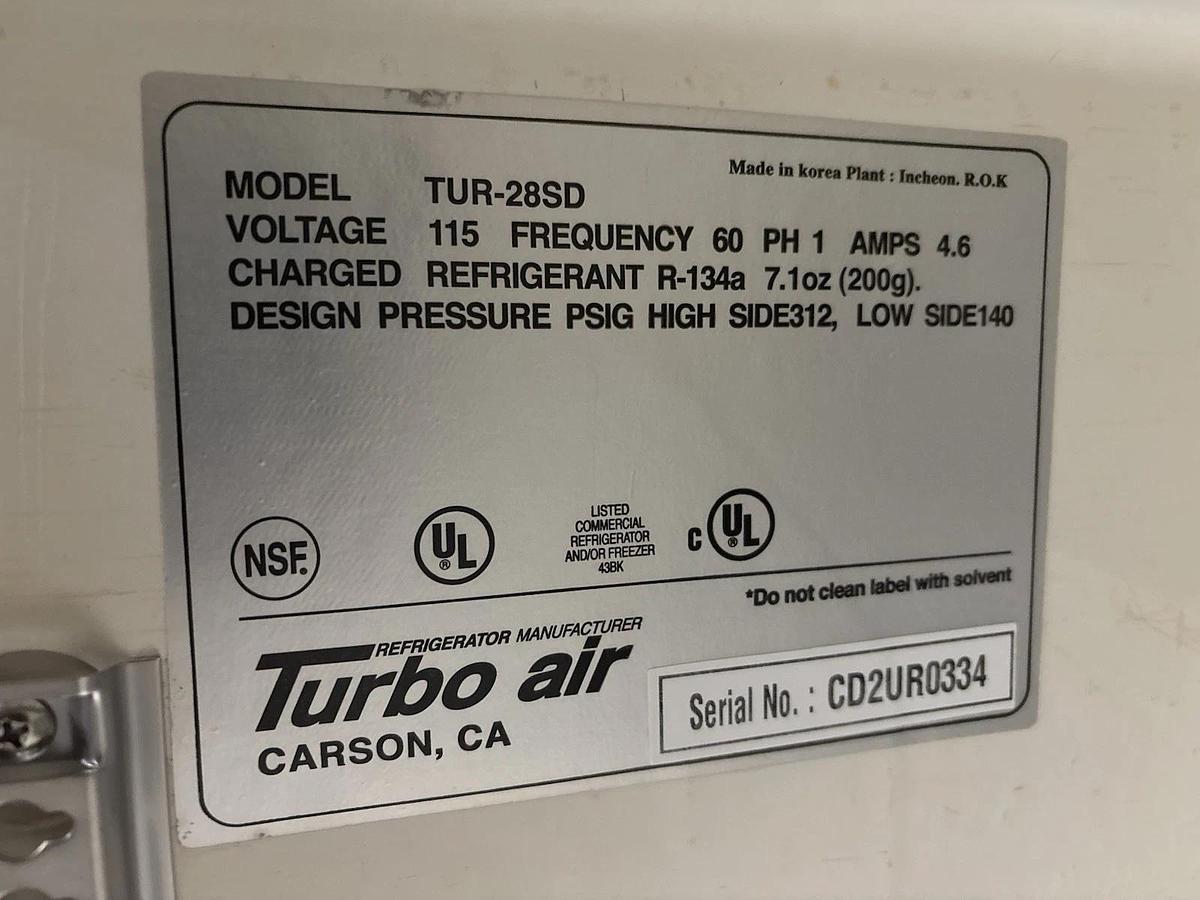 Made in korea Plant : Incheon. R.O.K
MODEL TUR-28SD
VOLTAGE 115 FREQUENCY 60 PH 1 AMPS 4.6
CHARGED REFRIGERANT R-134a 7.1oz (200g).
DESIGN PRESSURE PSIG HIGH SIDE312, LOW SIDE140
NSF.
UL ®
LISTED
COMMERCIAL
REFRIGERATOR
AND/OR FREEZER
43BK
C UL ®
*Do not clean label with solvent
REFRIGERATOR MANUFACTURER
Turbo air
CARSON, CA
Serial No. : CD2UR0334